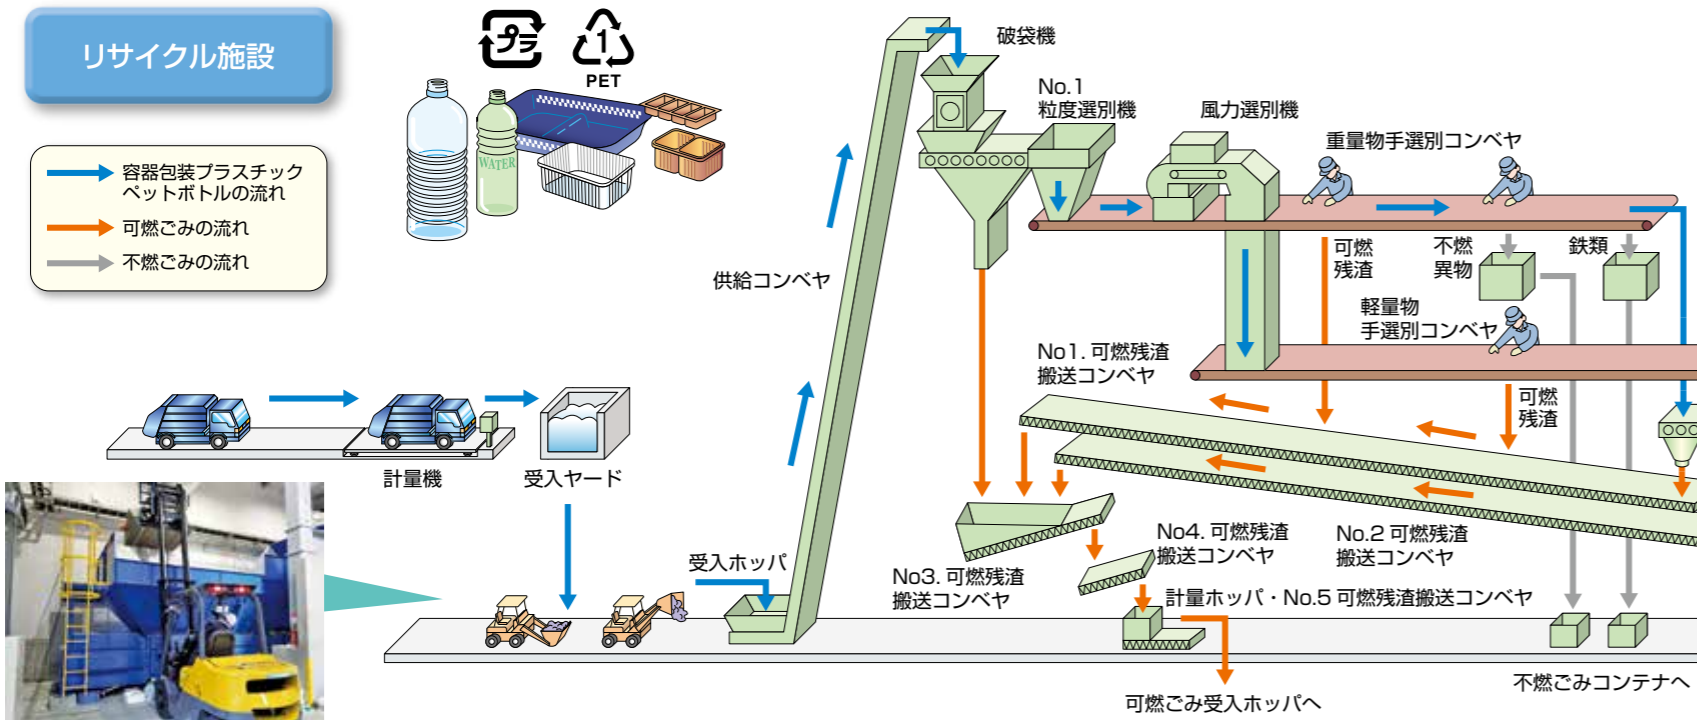 リサイクル施設
プラ
1
PET
WATER
容器包装プラスチック
ペットボトルの流れ
可燃ごみの流れ
不燃ごみの流れ
計量機
受入ヤード
受入ホッパ
供給コンベヤ
破袋機
No.1
粒度選別機
風力選別機
重量物手選別コンベヤ
可燃
残渣
不燃
異物
鉄類
軽量物
手選別コンベヤ
可燃
残渣
No1. 可燃残渣
搬送コンベヤ
No.2 可燃残渣
搬送コンベヤ
No3. 可燃残渣
搬送コンベヤ
No4. 可燃残渣
搬送コンベヤ
計量ホッパ・No.5 可燃残渣搬送コンベヤ
可燃ごみ受入ホッパへ
不燃ごみコンテナへ